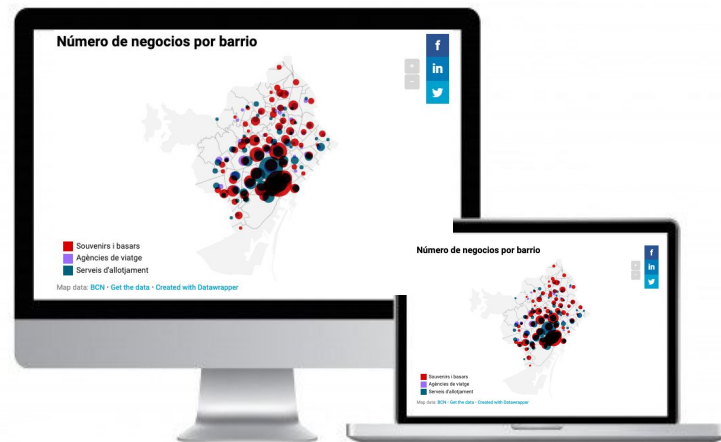 Número de negocios por barrio
f
in
+
−
Souvenirs i basars
Agències de viatge
Serveis d'allotjament
Map data: BCN • Get the data • Created with Datawrapper
Número de negocios por barrio
f
in
+
−
Souvenirs i basars
Agències de viatge
Serveis d'allotjament
Map data: BCN • Get the data • Created with Datawrapper